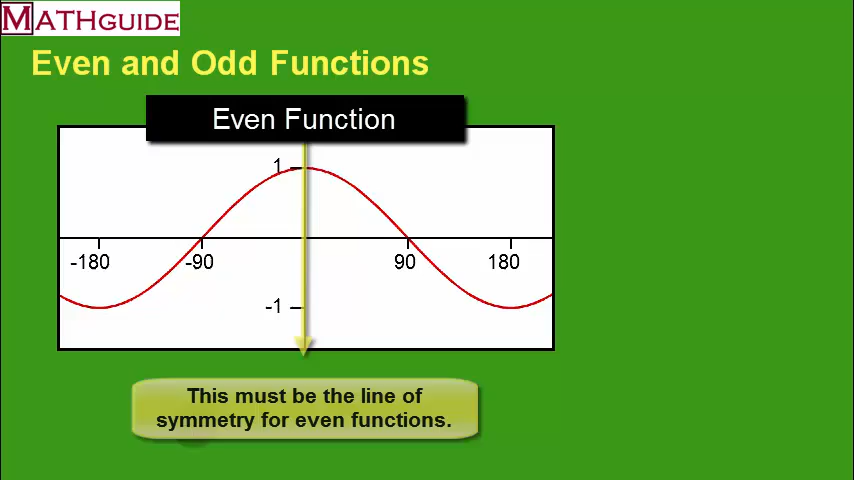 MATHGUIDE
Even and Odd Functions
Even Function
1
-180 -90 90 180
-1
This must be the line of
symmetry for even functions.